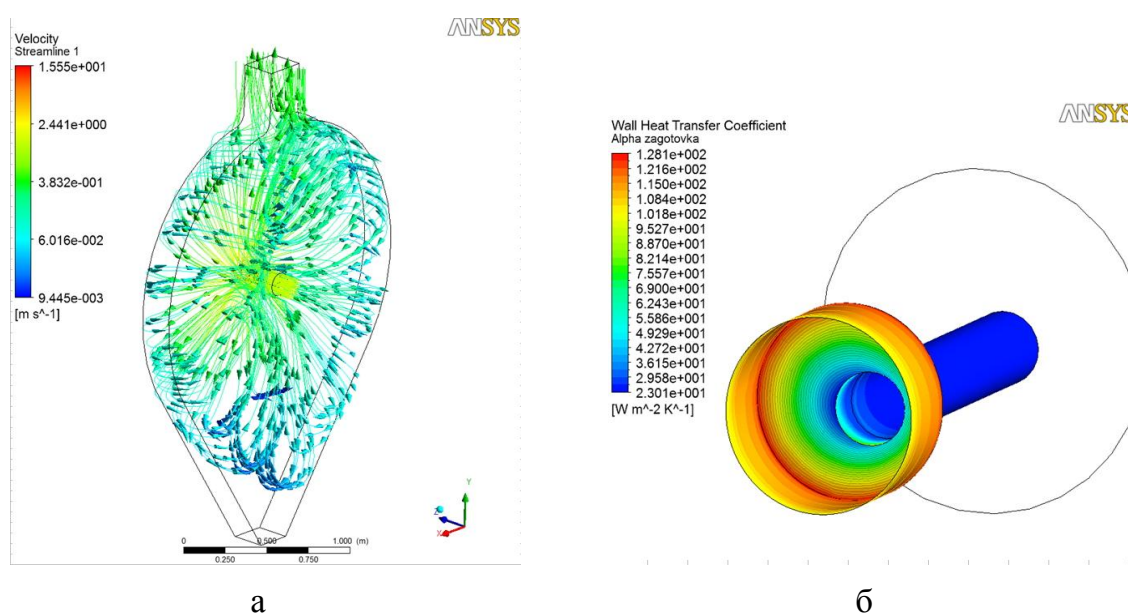 ANSYS
Velocity
Streamline 1
1.555e+001
2.441e+000
3.832e-001
6.016e-002
9.445e-003
[m s^-1]
Y
Z
X
0
0.500
1.000 (m)
0.250
0.750
а
ANSYS
Wall Heat Transfer Coefficient
Alpha zagotovka
1.281e+002
1.216e+002
1.150e+002
1.084e+002
1.018e+002
9.527e+001
8.870e+001
8.214e+001
7.557e+001
6.900e+001
6.243e+001
5.586e+001
4.929e+001
4.272e+001
3.615e+001
2.958e+001
2.301e+001
[W m^-2 K^-1]
б